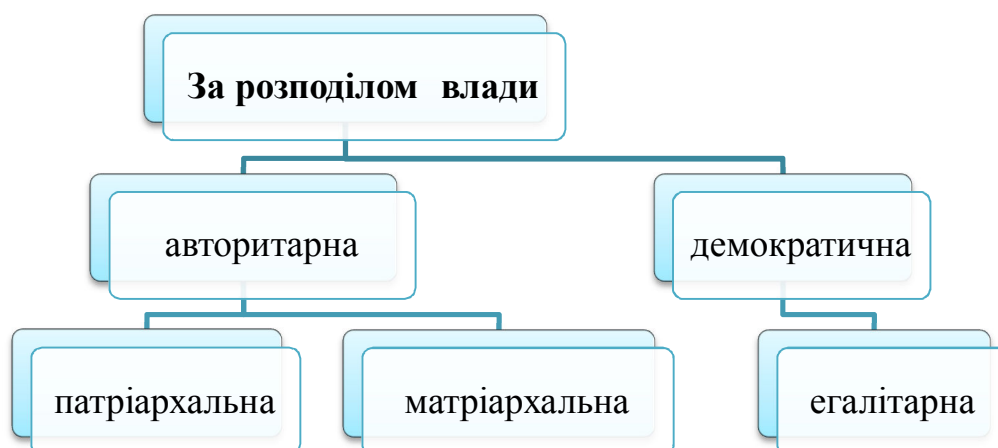 За розподілом влади
авторитарна
демократична
патріархальна
матріархальна
егалітарна